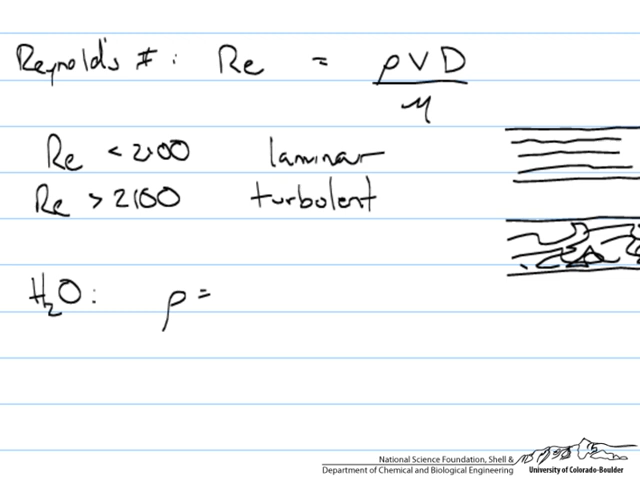 Reynold's #: Re = ρVD/μ
Re < 2100 laminar
Re > 2100 turbolent
H₂O: ρ =
National Science Foundation, Shell &
Department of Chemical and Biological Engineering
University of Colorado-Boulder